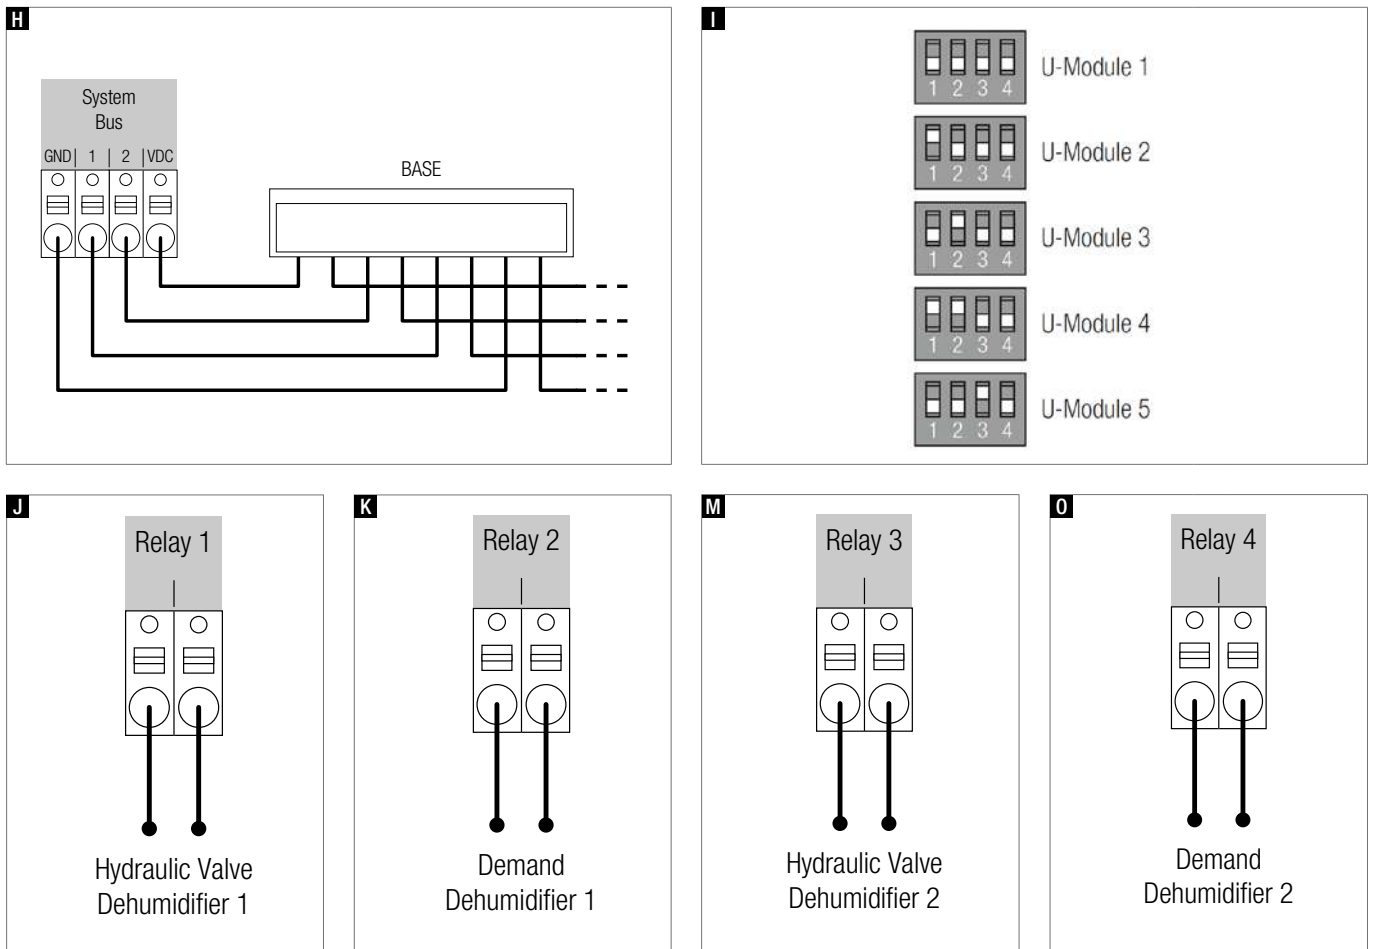 H
System
Bus
GND | 1 | 2 | VDC
BASE
I
1 2 3 4
U-Module 1
1 2 3 4
U-Module 2
1 2 3 4
U-Module 3
1 2 3 4
U-Module 4
1 2 3 4
U-Module 5
J
Relay 1
Hydraulic Valve
Dehumidifier 1
K
Relay 2
Demand
Dehumidifier 1
M
Relay 3
Hydraulic Valve
Dehumidifier 2
O
Relay 4
Demand
Dehumidifier 2